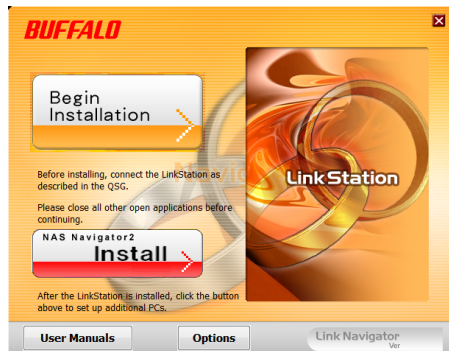 BUFFALO
Begin
Installation
Before installing, connect the LinkStation as
described in the QSG.
Please close all other open applications before
continuing.
NAS Navigator2
Install
After the LinkStation is installed, click the button
above to set up additional PCs.
LinkStation
User Manuals
Options
Link Navigator
Ver